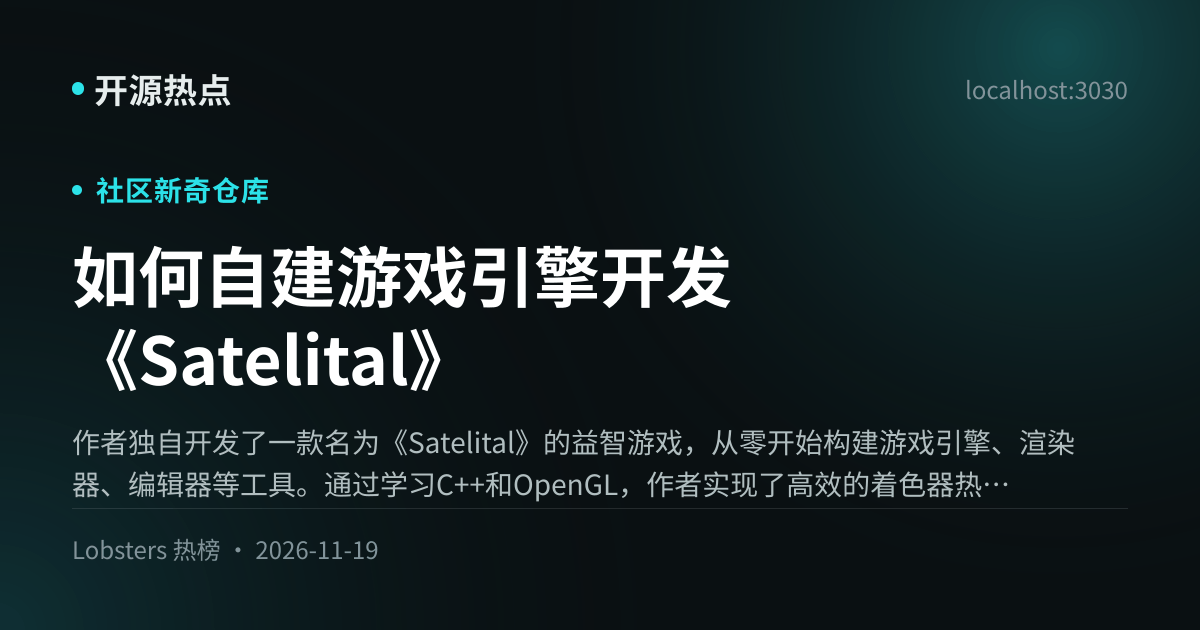 开源热点
localhost:3030
社区新奇仓库
如何自建游戏引擎开发
《Satelital》
作者独自开发了一款名为《Satelital》的益智游戏，从零开始构建游戏引擎、渲染
器、编辑器等工具。通过学习C++和OpenGL，作者实现了高效的着色器热…
Lobsters 热榜 · 2026-11-19